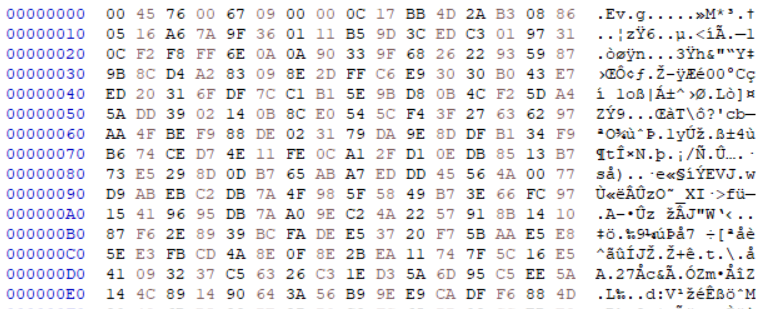 00000000 00 45 76 00 67 09 00 00 0C 17 BB 4D 2A B3 08 86 .Ev.g.....»M*³.†
00000010 05 16 A6 7A 9F 36 01 11 B5 9D 3C ED C3 01 97 31 ..¦zŸ6..µ.<íÃ.—1
00000020 0C F2 F8 FF 6E 0A 0A 90 33 9F 68 26 22 93 59 87 .òøÿn...3Ÿh&"“Y‡
00000030 9B 8C D4 A2 83 09 8E 2D FF C6 E9 30 30 B0 43 E7 ›ŒÔ¢ƒ.Ž-ÿÆé00°Cç
00000040 ED 20 31 6F DF 7C C1 B1 5E 9B D8 0B 4C F2 5D A4 í 1oß|Á±^›Ø.Lò]¤
00000050 5A DD 39 02 14 0B 8C E0 54 5C F4 3F 27 63 62 97 ZÝ9...ŒàT\ô?'cb—
00000060 AA 4F BE F9 88 DE 02 31 79 DA 9E 8D DF B1 34 F9 ªO¾ùˆÞ.1yÚž.ß±4ù
00000070 B6 74 CE D7 4E 11 FE 0C A1 2F D1 0E DB 85 13 B7 ¶tÎ×N.þ.¡/Ñ.Û….·
00000080 73 E5 29 8D 0D B7 65 AB A7 ED DD 45 56 4A 00 77 så)..·e«§íÝEVJ.w
00000090 D9 AB EB C2 DB 7A 4F 98 5F 58 49 B7 3E 66 FC 97 Ù«ëÂÛzO˜_XI·>fü—
000000A0 15 41 96 95 DB 7A A0 9E C2 4A 22 57 91 8B 14 10 .A–•Ûz žÂJ"W‘‹..
000000B0 87 F6 2E 89 39 BC FA DE E5 37 20 F7 5B AA E5 E8 ‡ö.‰9¼úÞå7 ÷[ªåè
000000C0 5E E3 FB CD 4A 8E 0F 8E 2B EA 11 74 7F 5C 16 E5 ^ãûÍJŽ.Ž+ê.t.\.å
000000D0 41 09 32 37 C5 63 26 C3 1E D3 5A 6D 95 C5 EE 5A A.27Åc&Ã.ÓZm•ÅîZ
000000E0 14 4C 89 14 90 64 3A 56 B9 9E E9 CA DF F6 88 4D .L‰..d:V¹žéÊßöˆM